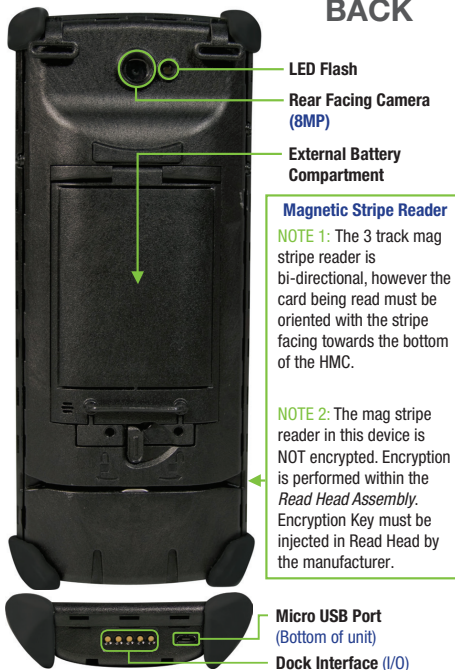 BACK
LED Flash
Rear Facing Camera
(8MP)
External Battery
Compartment
Magnetic Stripe Reader
NOTE 1: The 3 track mag
stripe reader is
bi-directional, however the
card being read must be
oriented with the stripe
facing towards the bottom
of the HMC.
NOTE 2: The mag stripe
reader in this device is
NOT encrypted. Encryption
is performed within the
Read Head Assembly.
Encryption Key must be
injected in Read Head by
the manufacturer.
Micro USB Port
(Bottom of unit)
Dock Interface (I/O)